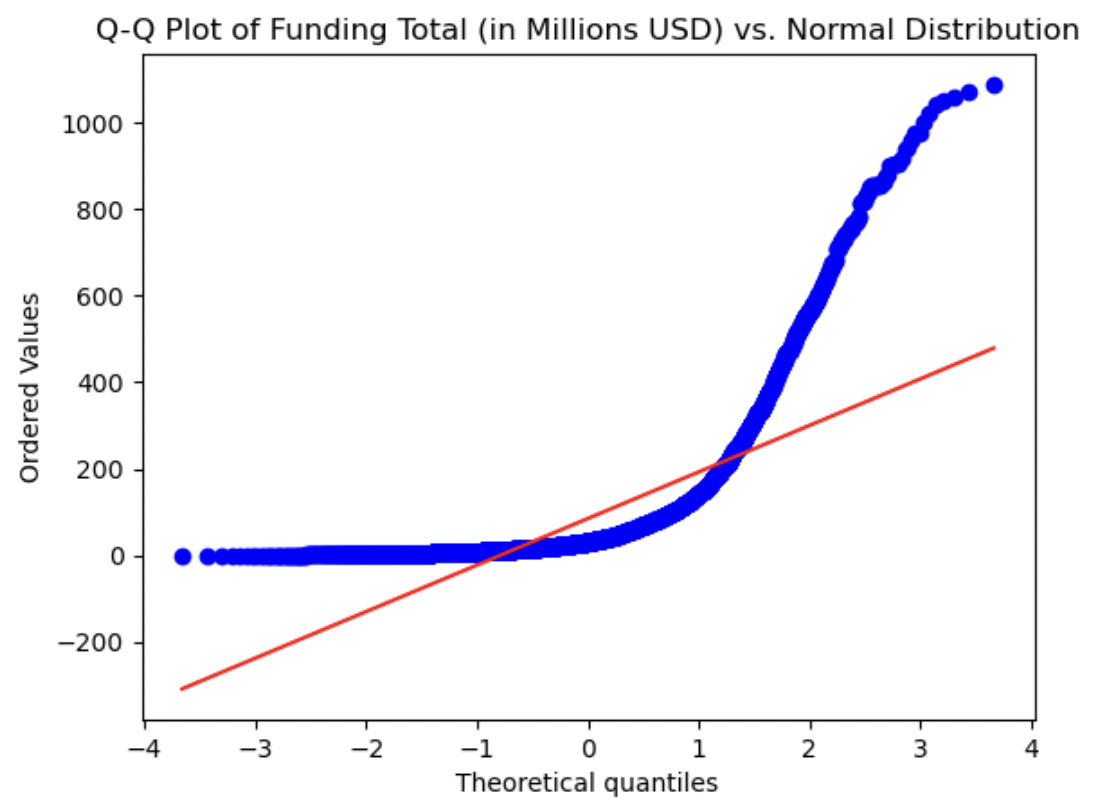 Q-Q Plot of Funding Total (in Millions USD) vs. Normal Distribution
1000
800
600
400
200
0
−200
Ordered Values
−4 −3 −2 −1 0 1 2 3 4
Theoretical quantiles